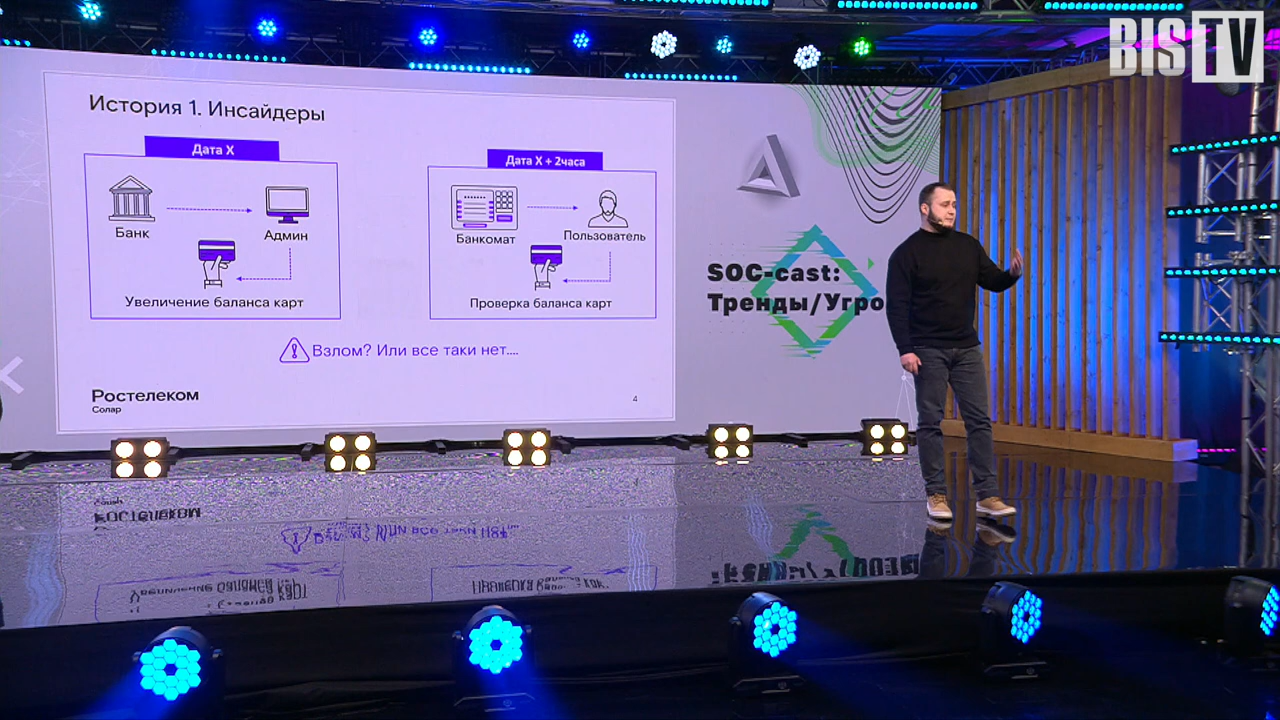 BIS TV
История 1. Инсайдеры
Дата X
Дата X + 2часа
Банк
Админ
Увеличение баланса карт
Банкомат
Пользователь
Проверка баланса карт
Взлом? Или все таки нет....
Ростелеком
Солар
4
SOC-cast:
Тренды/Угро